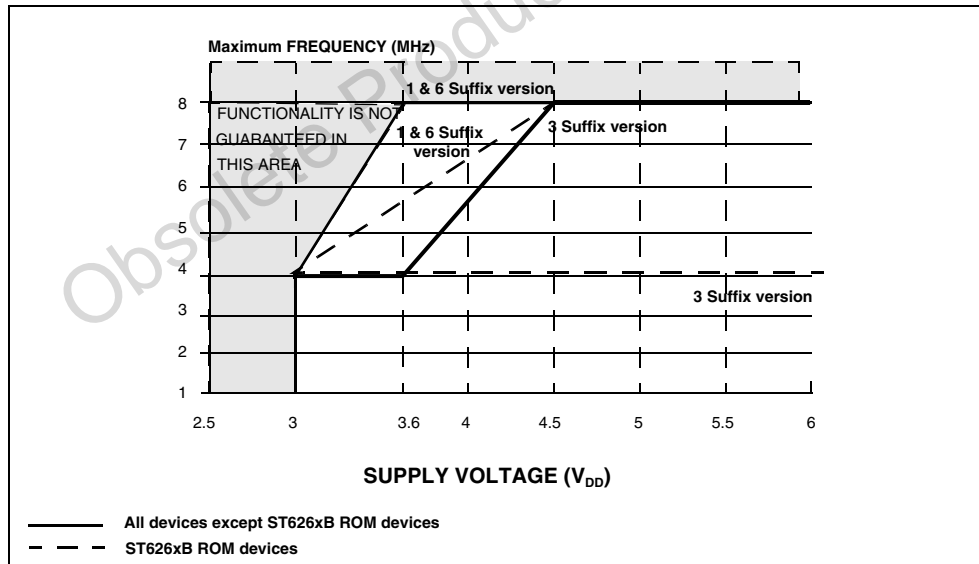 Obsolete Produc
Maximum FREQUENCY (MHz)
1 & 6 Suffix version
8
FUNCTIONALITY IS NOT
1 & 6 Suffix
version
3 Suffix version
7
GUARANTEED IN
THIS AREA
6
5
4
3 Suffix version
3
2
1
2.5 3 3.6 4 4.5 5 5.5 6
SUPPLY VOLTAGE (VDD)
All devices except ST626xB ROM devices
ST626xB ROM devices